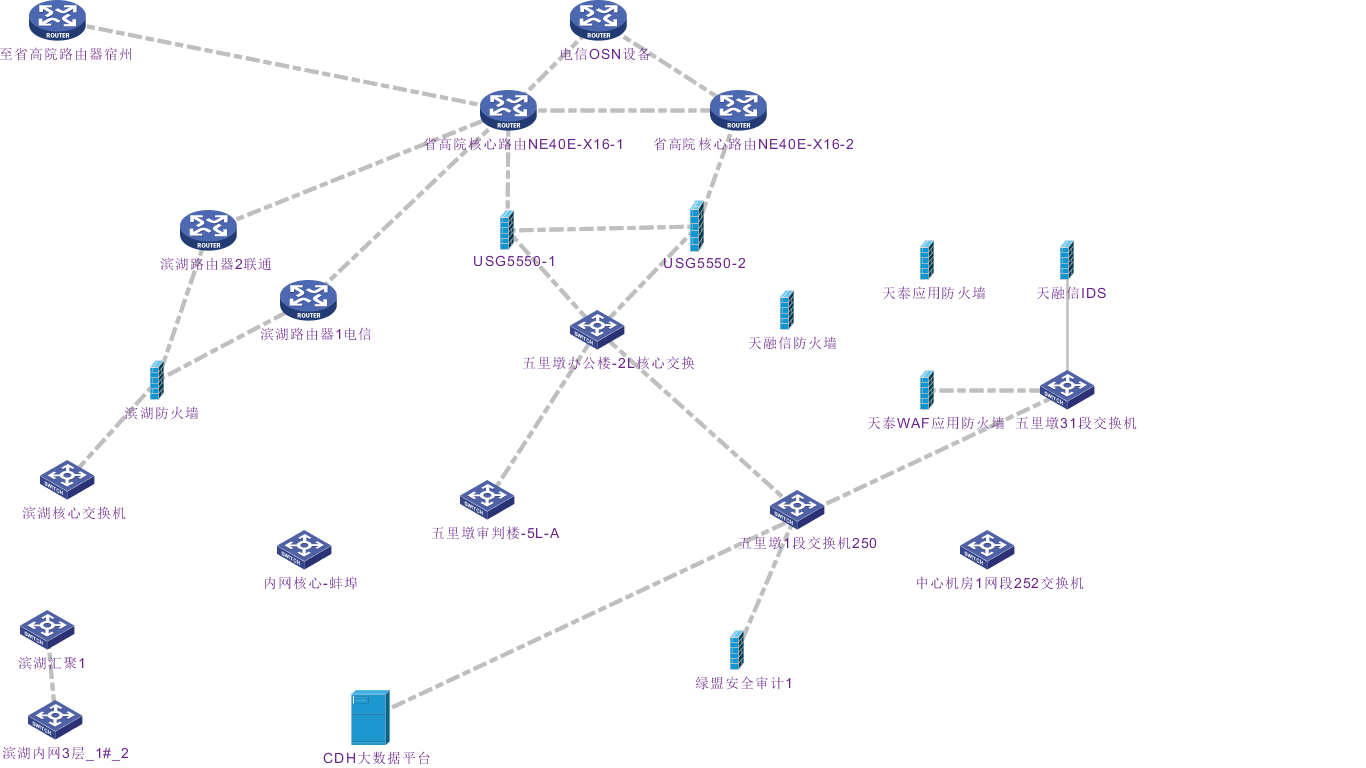 ROUTER
ROUTER
至省高院路由器宿州
电信OSN设备
ROUTER
ROUTER
省高院核心路由NE40E-X16-1
省高院核心路由NE40E-X16-2
ROUTER
滨湖路由器2联通
USG5550-1
USG5550-2
ROUTER
滨湖路由器1电信
天泰应用防火墙
天融信IDS
天融信防火墙
SWITCH
五里墩办公楼-2L核心交换
滨湖防火墙
天泰WAF应用防火墙
SWITCH
五里墩31段交换机
SWITCH
滨湖核心交换机
SWITCH
五里墩审判楼-5L-A
SWITCH
五里墩1段交换机250
SWITCH
内网核心-蚌埠
SWITCH
中心机房1网段252交换机
SWITCH
滨湖汇聚1
绿盟安全审计1
SWITCH
滨湖内网3层_1#_2
CDH大数据平台